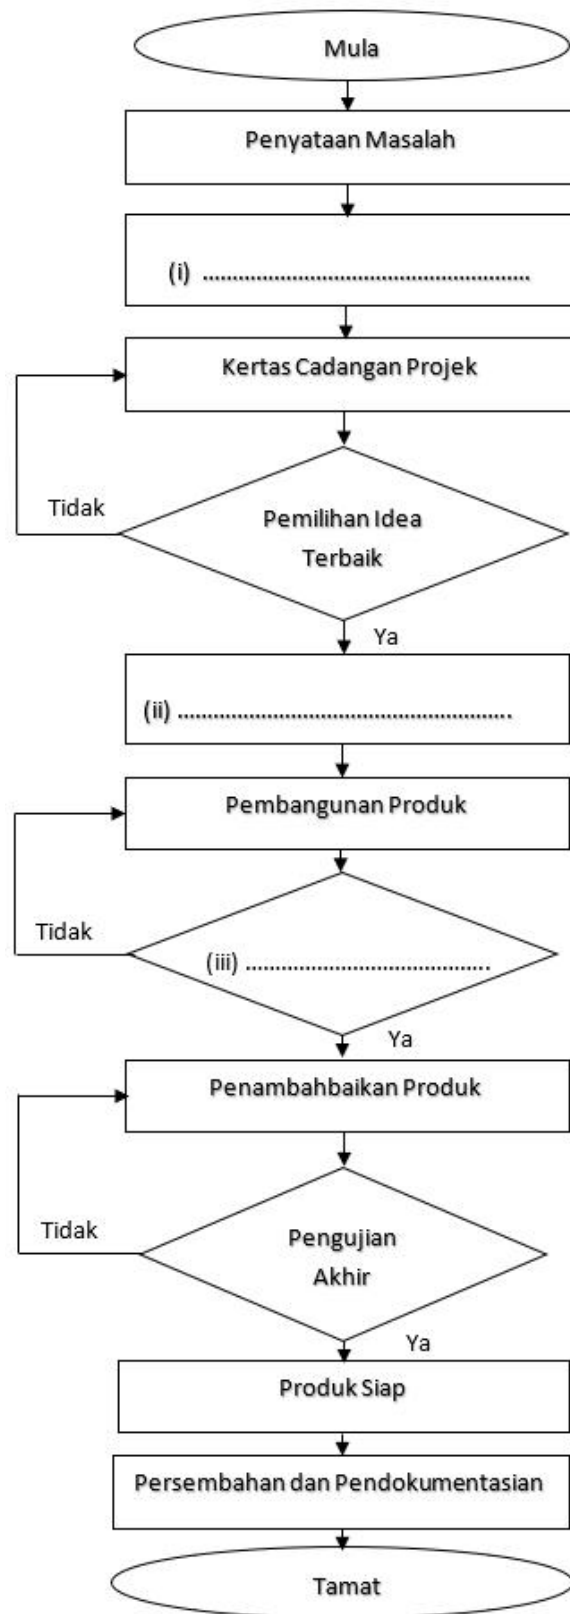 Mula
Penyataan Masalah
(i) ........................................................
Kertas Cadangan Projek
Tidak
Pemilihan Idea
Terbaik
Ya
(ii) .........................................................
Pembangunan Produk
Tidak
(iii) ..........................................
Ya
Penambahbaikan Produk
Tidak
Pengujian
Akhir
Ya
Produk Siap
Persembahan dan Pendokumentasian
Tamat